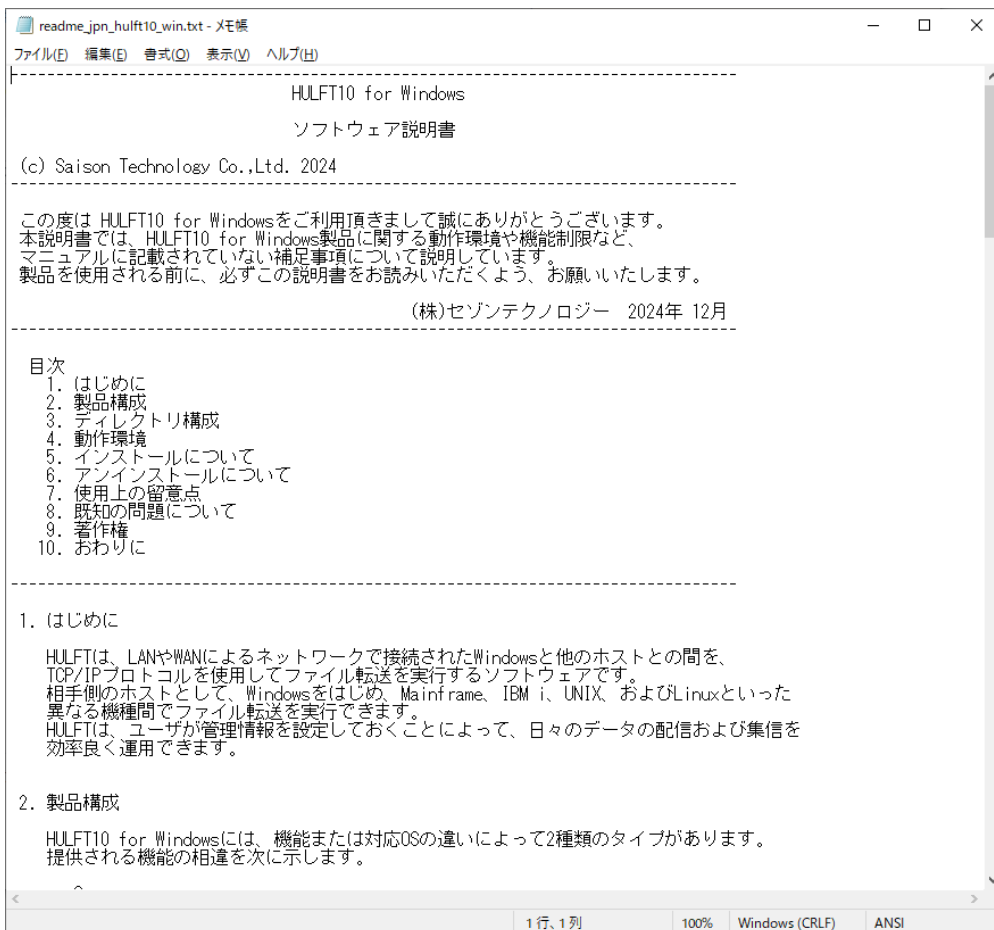 readme_jpn_hulft10_win.txt - メモ帳
ファイル(F) 編集(E) 書式(O) 表示(V) ヘルプ(H)
--------------------------------------------------------------------------------
HULFT10 for Windows
ソフトウェア説明書
(c) Saison Technology Co.,Ltd. 2024
--------------------------------------------------------------------------------
この度は HULFT10 for Windowsをご利用頂きまして誠にありがとうございます。
本説明書では、HULFT10 for Windows製品に関する動作環境や機能制限など、
マニュアルに記載されていない補足事項について説明しています。
製品を使用される前に、必ずこの説明書をお読みいただくよう、お願いいたします。
(株)セゾンテクノロジー 2024年 12月
--------------------------------------------------------------------------------
目次
1. はじめに
2. 製品構成
3. ディレクトリ構成
4. 動作環境
5. インストールについて
6. アンインストールについて
7. 使用上の留意点
8. 既知の問題について
9. 著作権
10. おわりに
--------------------------------------------------------------------------------
1. はじめに
HULFTは、LANやWANによるネットワークで接続されたWindowsと他のホストとの間を、
TCP/IPプロトコルを使用してファイル転送を実行するソフトウェアです。
相手側のホストとして、Windowsをはじめ、Mainframe、IBM i、UNIX、およびLinuxといった
異なる機種間でファイル転送を実行できます。
HULFTは、ユーザが管理情報を設定しておくことによって、日々のデータの配信および集信を
効率良く運用できます。
2. 製品構成
HULFT10 for Windowsには、機能または対応OSの違いによって2種類のタイプがあります。
提供される機能の相違を次に示します。
1行、1列 100% Windows (CRLF) ANSI